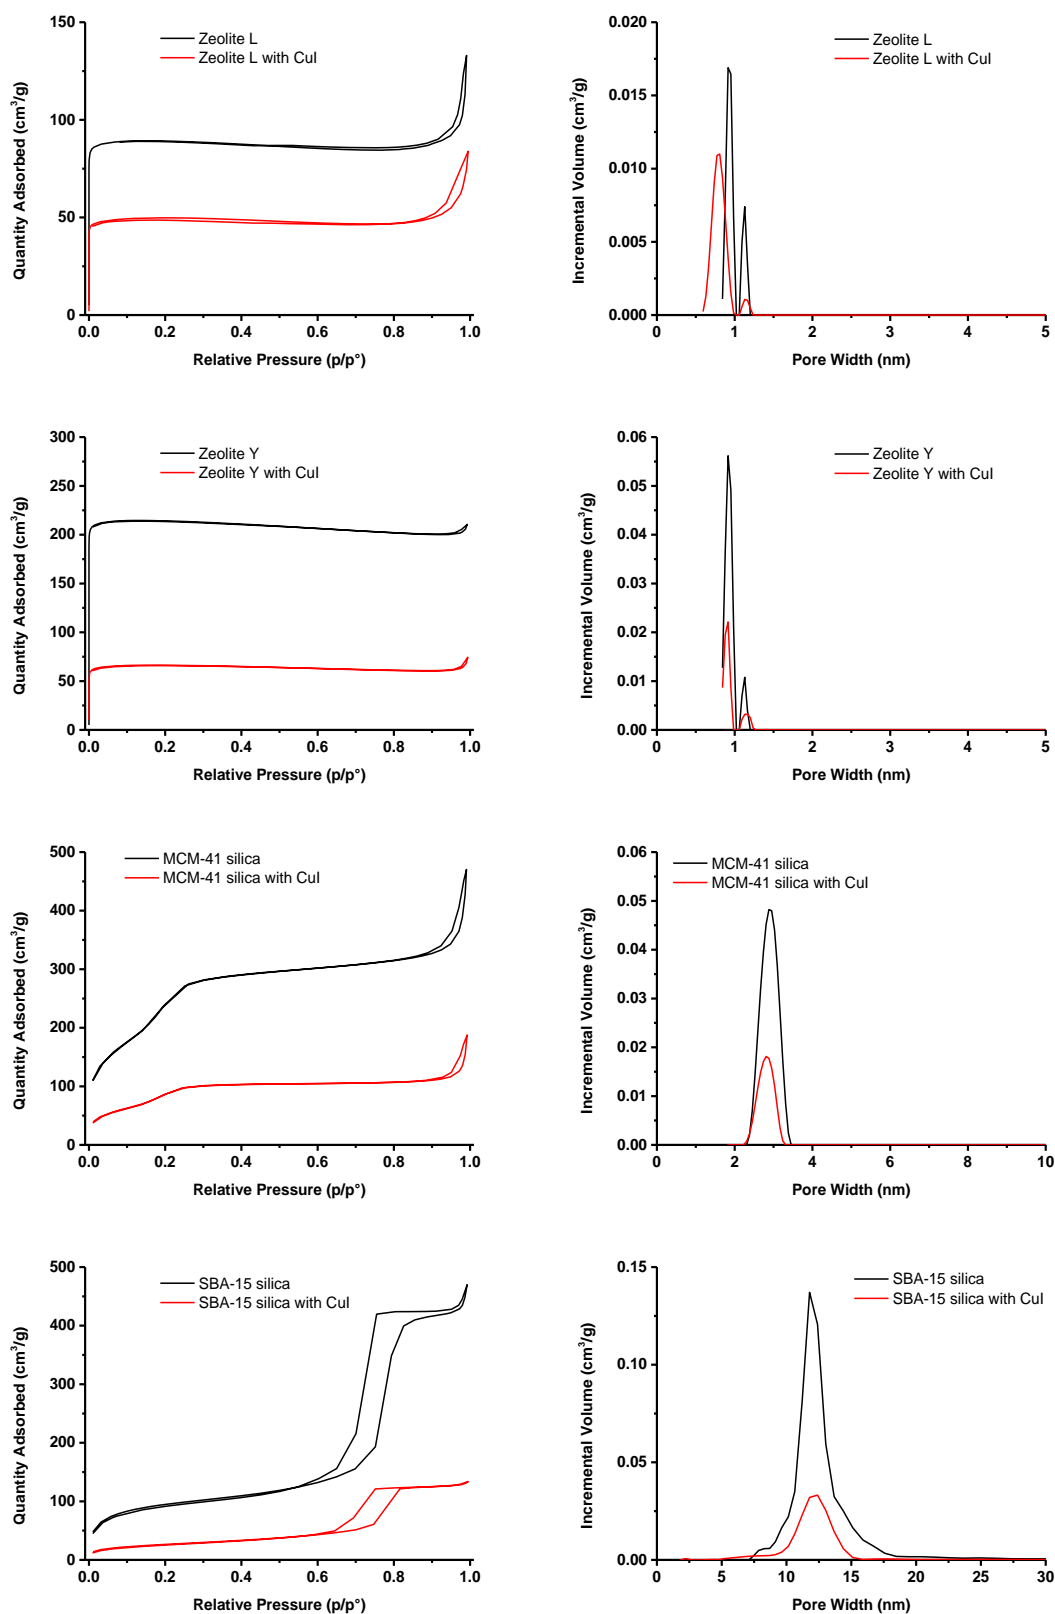 Zeolite L
Zeolite L with CuI
Quantity Adsorbed (cm³/g)
150
100
50
0
0.0 0.2 0.4 0.6 0.8 1.0
Relative Pressure (p/p°)
Zeolite L
Zeolite L with CuI
Incremental Volume (cm³/g)
0.020
0.015
0.010
0.005
0.000
0 1 2 3 4 5
Pore Width (nm)
Zeolite Y
Zeolite Y with CuI
Quantity Adsorbed (cm³/g)
300
250
200
150
100
50
0
0.0 0.2 0.4 0.6 0.8 1.0
Relative Pressure (p/p°)
Zeolite Y
Zeolite Y with CuI
Incremental Volume (cm³/g)
0.06
0.05
0.04
0.03
0.02
0.01
0.00
0 1 2 3 4 5
Pore Width (nm)
MCM-41 silica
MCM-41 silica with CuI
Quantity Adsorbed (cm³/g)
500
400
300
200
100
0
0.0 0.2 0.4 0.6 0.8 1.0
Relative Pressure (p/p°)
MCM-41 silica
MCM-41 silica with CuI
Incremental Volume (cm³/g)
0.06
0.05
0.04
0.03
0.02
0.01
0.00
0 2 4 6 8 10
Pore Width (nm)
SBA-15 silica
SBA-15 silica with CuI
Quantity Adsorbed (cm³/g)
500
400
300
200
100
0
0.0 0.2 0.4 0.6 0.8 1.0
Relative Pressure (p/p°)
SBA-15 silica
SBA-15 silica with CuI
Incremental Volume (cm³/g)
0.15
0.10
0.05
0.00
5 10 15 20 25 30
Pore Width (nm)